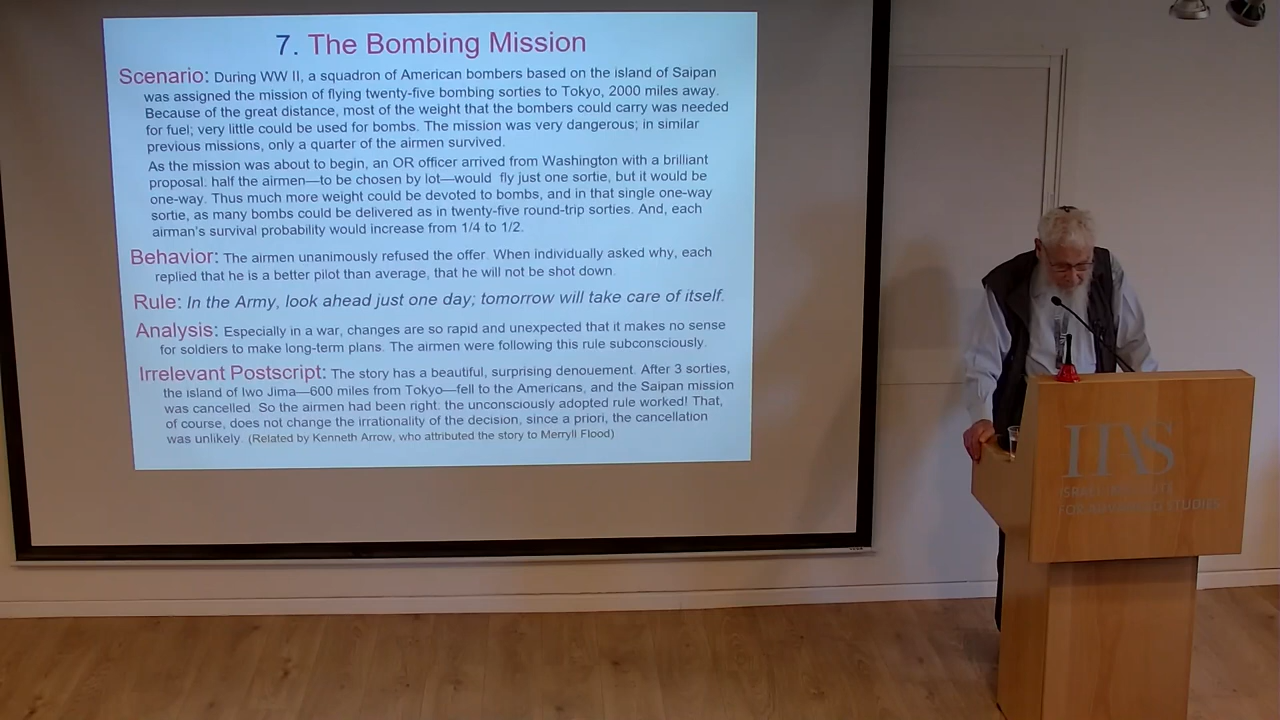 7. The Bombing Mission
Scenario: During WW II, a squadron of American bombers based on the island of Saipan
was assigned the mission of flying twenty-five bombing sorties to Tokyo, 2000 miles away.
Because of the great distance, most of the weight that the bombers could carry was needed
for fuel; very little could be used for bombs. The mission was very dangerous; in similar
previous missions, only a quarter of the airmen survived.
As the mission was about to begin, an OR officer arrived from Washington with a brilliant
proposal: half the airmen—to be chosen by lot—would fly just one sortie, but it would be
one-way. Thus much more weight could be devoted to bombs, and in that single one-way
sortie, as many bombs could be delivered as in twenty-five round-trip sorties. And, each
airman's survival probability would increase from 1/4 to 1/2.
Behavior: The airmen unanimously refused the offer. When individually asked why, each
replied that he is a better pilot than average, that he will not be shot down.
Rule: In the Army, look ahead just one day; tomorrow will take care of itself.
Analysis: Especially in a war, changes are so rapid and unexpected that it makes no sense
for soldiers to make long-term plans. The airmen were following this rule subconsciously.
Irrelevant Postscript: The story has a beautiful, surprising denouement. After 3 sorties,
the island of Iwo Jima—600 miles from Tokyo—fell to the Americans, and the Saipan mission
was cancelled. So the airmen had been right: the unconsciously adopted rule worked! That,
of course, does not change the irrationality of the decision, since a priori, the cancellation
was unlikely. (Related by Kenneth Arrow, who attributed the story to Merryll Flood)
IIAS
ISRAEL INSTITUTE
FOR ADVANCED STUDIES